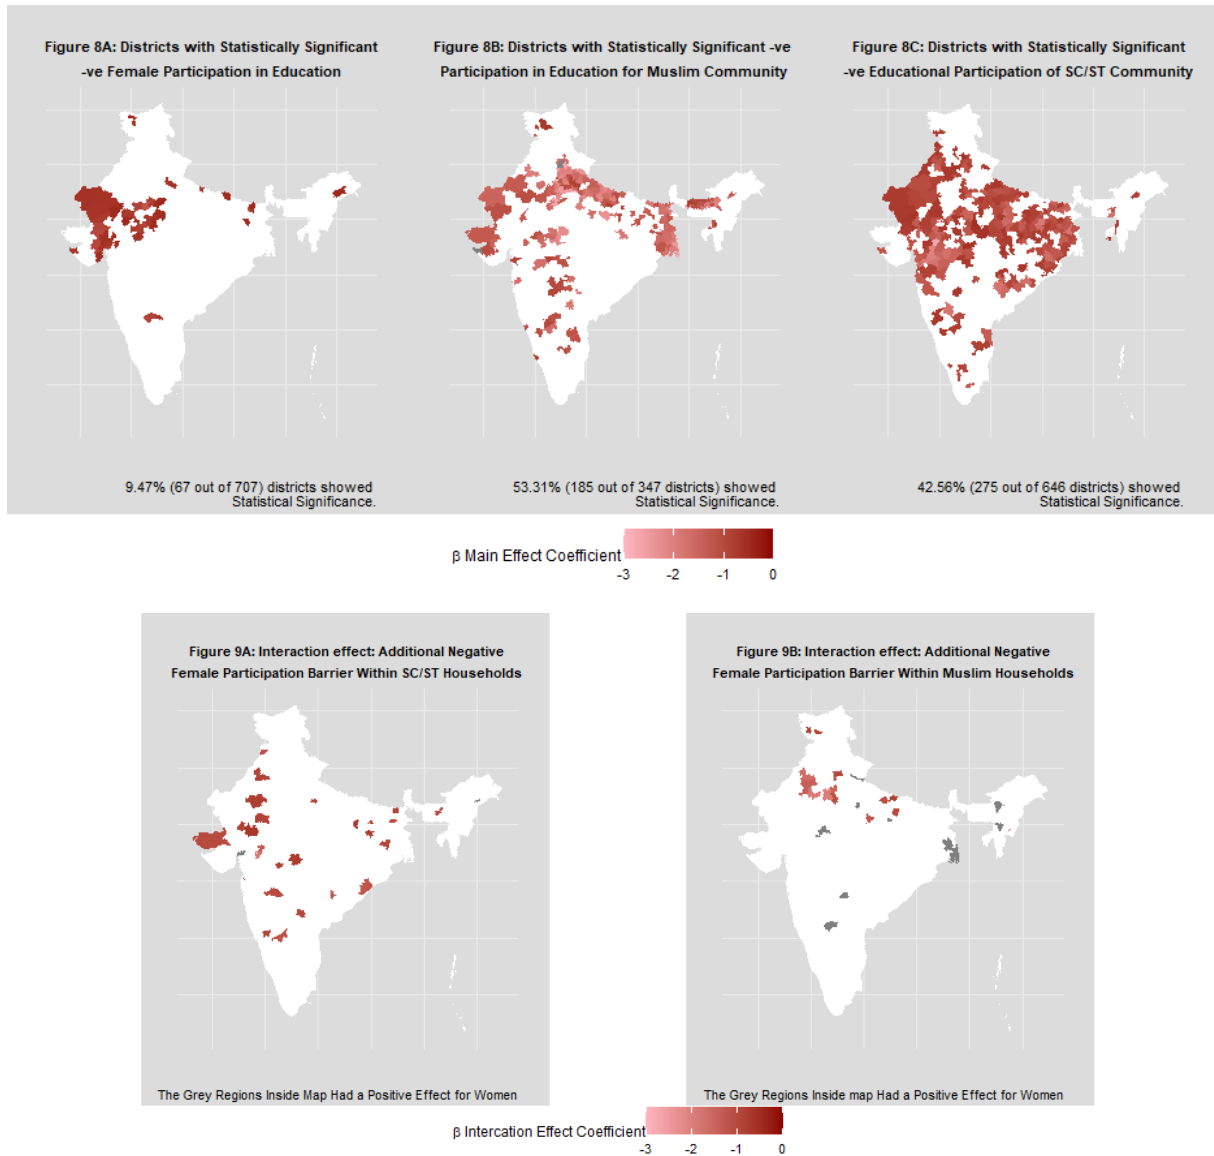 Figure 8A: Districts with Statistically Significant
-ve Female Participation in Education
Figure 8B: Districts with Statistically Significant -ve
Participation in Education for Muslim Community
Figure 8C: Districts with Statistically Significant
-ve Educational Participation of SC/ST Community
9.47% (67 out of 707) districts showed
Statistical Significance.
53.31% (185 out of 347 districts) showed
Statistical Significance.
42.56% (275 out of 646 districts) showed
Statistical Significance.
β Main Effect Coefficient
-3 -2 -1 0
Figure 9A: Interaction effect: Additional Negative
Female Participation Barrier Within SC/ST Households
The Grey Regions Inside Map Had a Positive Effect for Women
Figure 9B: Interaction effect: Additional Negative
Female Participation Barrier Within Muslim Households
The Grey Regions Inside map Had a Positive Effect for Women
β Intercation Effect Coefficient
-3 -2 -1 0